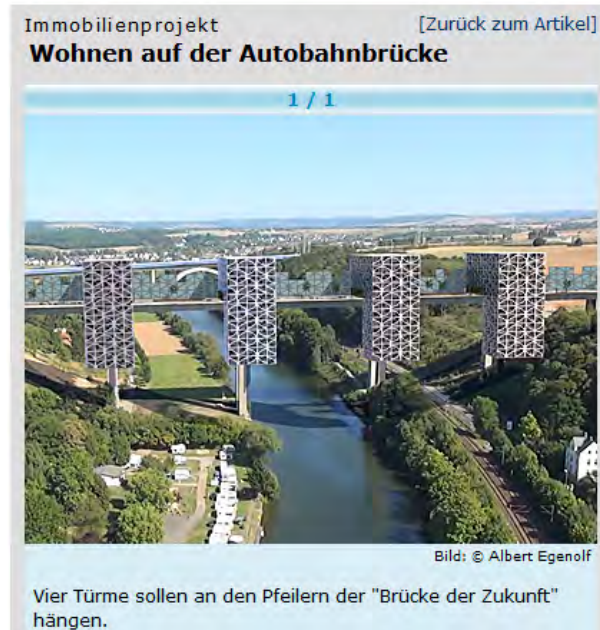 Immobilienprojekt [Zurück zum Artikel]
Wohnen auf der Autobahnbrücke
1 / 1
Bild: © Albert Egenolf
Vier Türme sollen an den Pfeilern der "Brücke der Zukunft"
hängen.